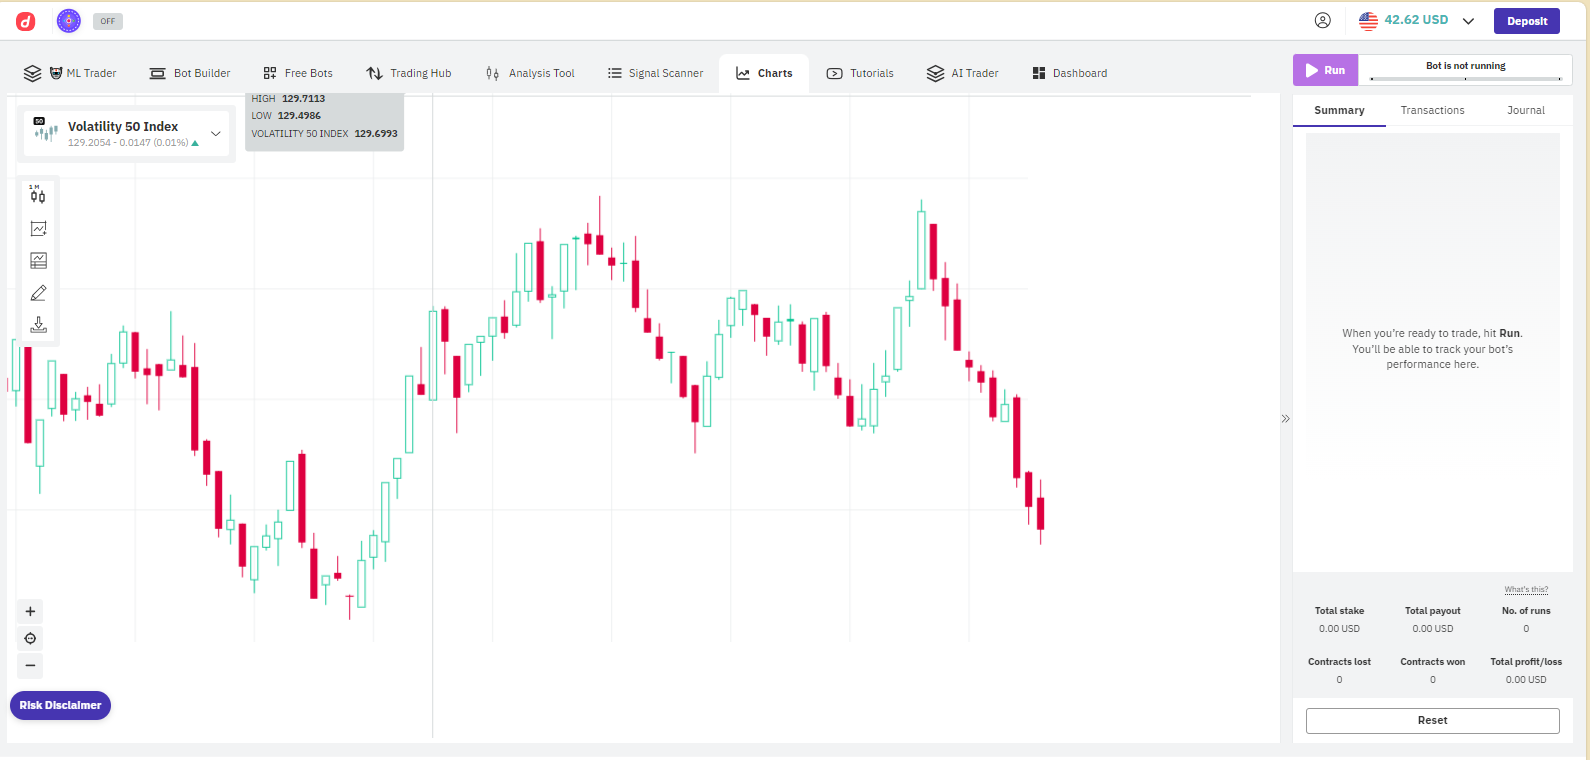 d
OFF
42.62 USD
Deposit
ML Trader
Bot Builder
Free Bots
Trading Hub
Analysis Tool
Signal Scanner
Charts
Tutorials
AI Trader
Dashboard
Run
Bot is not running
HIGH 129.7113
LOW 129.4986
VOLATILITY 50 INDEX 129.6993
50
Volatility 50 Index
129.2054 - 0.0147 (0.01%)
1 M
Summary
Transactions
Journal
When you're ready to trade, hit Run.
You'll be able to track your bot's
performance here.
What's this?
Total stake
Total payout
No. of runs
0.00 USD
0.00 USD
0
Contracts lost
Contracts won
Total profit/loss
0
0
0.00 USD
Risk Disclaimer
Reset